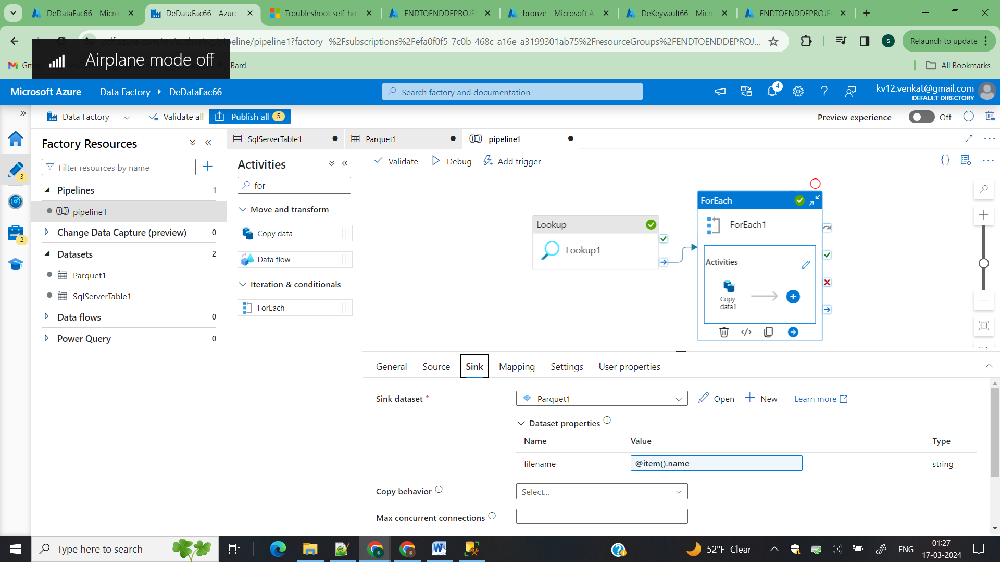 DeDataFac66 - Micro
DeDataFac66 - Azure
Troubleshoot self-ho
ENDTOENDDEPROJE
bronze - Microsoft A
DeKeyvault66 - Micro
ENDTOENDDEPROJE
adf.azure.com/en/authoring/pipeline/pipeline1?factory=%2Fsubscriptions%2Fefa0f0f5-7c0b-468c-a16e-a3199301ab75%2FresourceGroups%2FENDTOENDDEPROJ...
s
Relaunch to update
Airplane mode off
Gm
Bard
All Bookmarks
Microsoft Azure
Data Factory
DeDataFac66
Search factory and documentation
4
kv12.venkat@gmail.com
DEFAULT DIRECTORY
Data Factory
Validate all
Publish all 5
Preview experience
Off
3
2
Factory Resources
Filter resources by name
Pipelines 1
pipeline1
Change Data Capture (preview) 0
Datasets 2
Parquet1
SqlServerTable1
Data flows 0
Power Query 0
SqlServerTable1
Parquet1
pipeline1
Activities
for
Move and transform
Copy data
Data flow
Iteration & conditionals
ForEach
Validate
Debug
Add trigger
Lookup
Lookup1
ForEach
ForEach1
Activities
Copy
data1
General
Source
Sink
Mapping
Settings
User properties
Sink dataset *
Parquet1
Open
New
Learn more
Dataset properties
Name Value Type
filename @item().name string
Copy behavior
Select...
Max concurrent connections
Type here to search
52°F Clear
ENG
01:27
17-03-2024